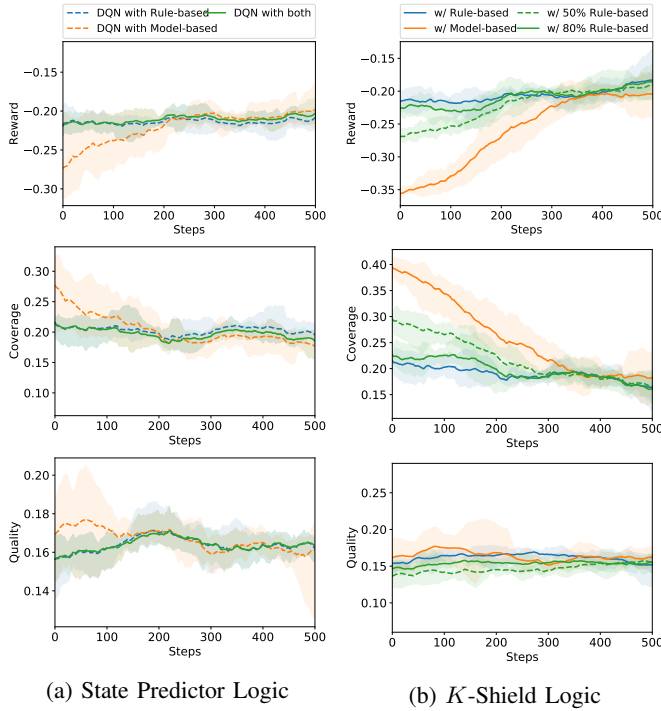 DQN with Rule-based
DQN with both
DQN with Model-based
−0.15
−0.20
−0.25
−0.30
Reward
0 100 200 300 400 500
Steps
w/ Rule-based
w/ 50% Rule-based
w/ Model-based
w/ 80% Rule-based
−0.15
−0.20
−0.25
−0.30
−0.35
Reward
0 100 200 300 400 500
Steps
0.30
0.25
0.20
0.15
0.10
Coverage
0 100 200 300 400 500
Steps
0.40
0.35
0.30
0.25
0.20
0.15
Coverage
0 100 200 300 400 500
Steps
0.20
0.18
0.16
0.14
Quality
0 100 200 300 400 500
Steps
0.25
0.20
0.15
0.10
Quality
0 100 200 300 400 500
Steps
(a) State Predictor Logic
(b) K-Shield Logic